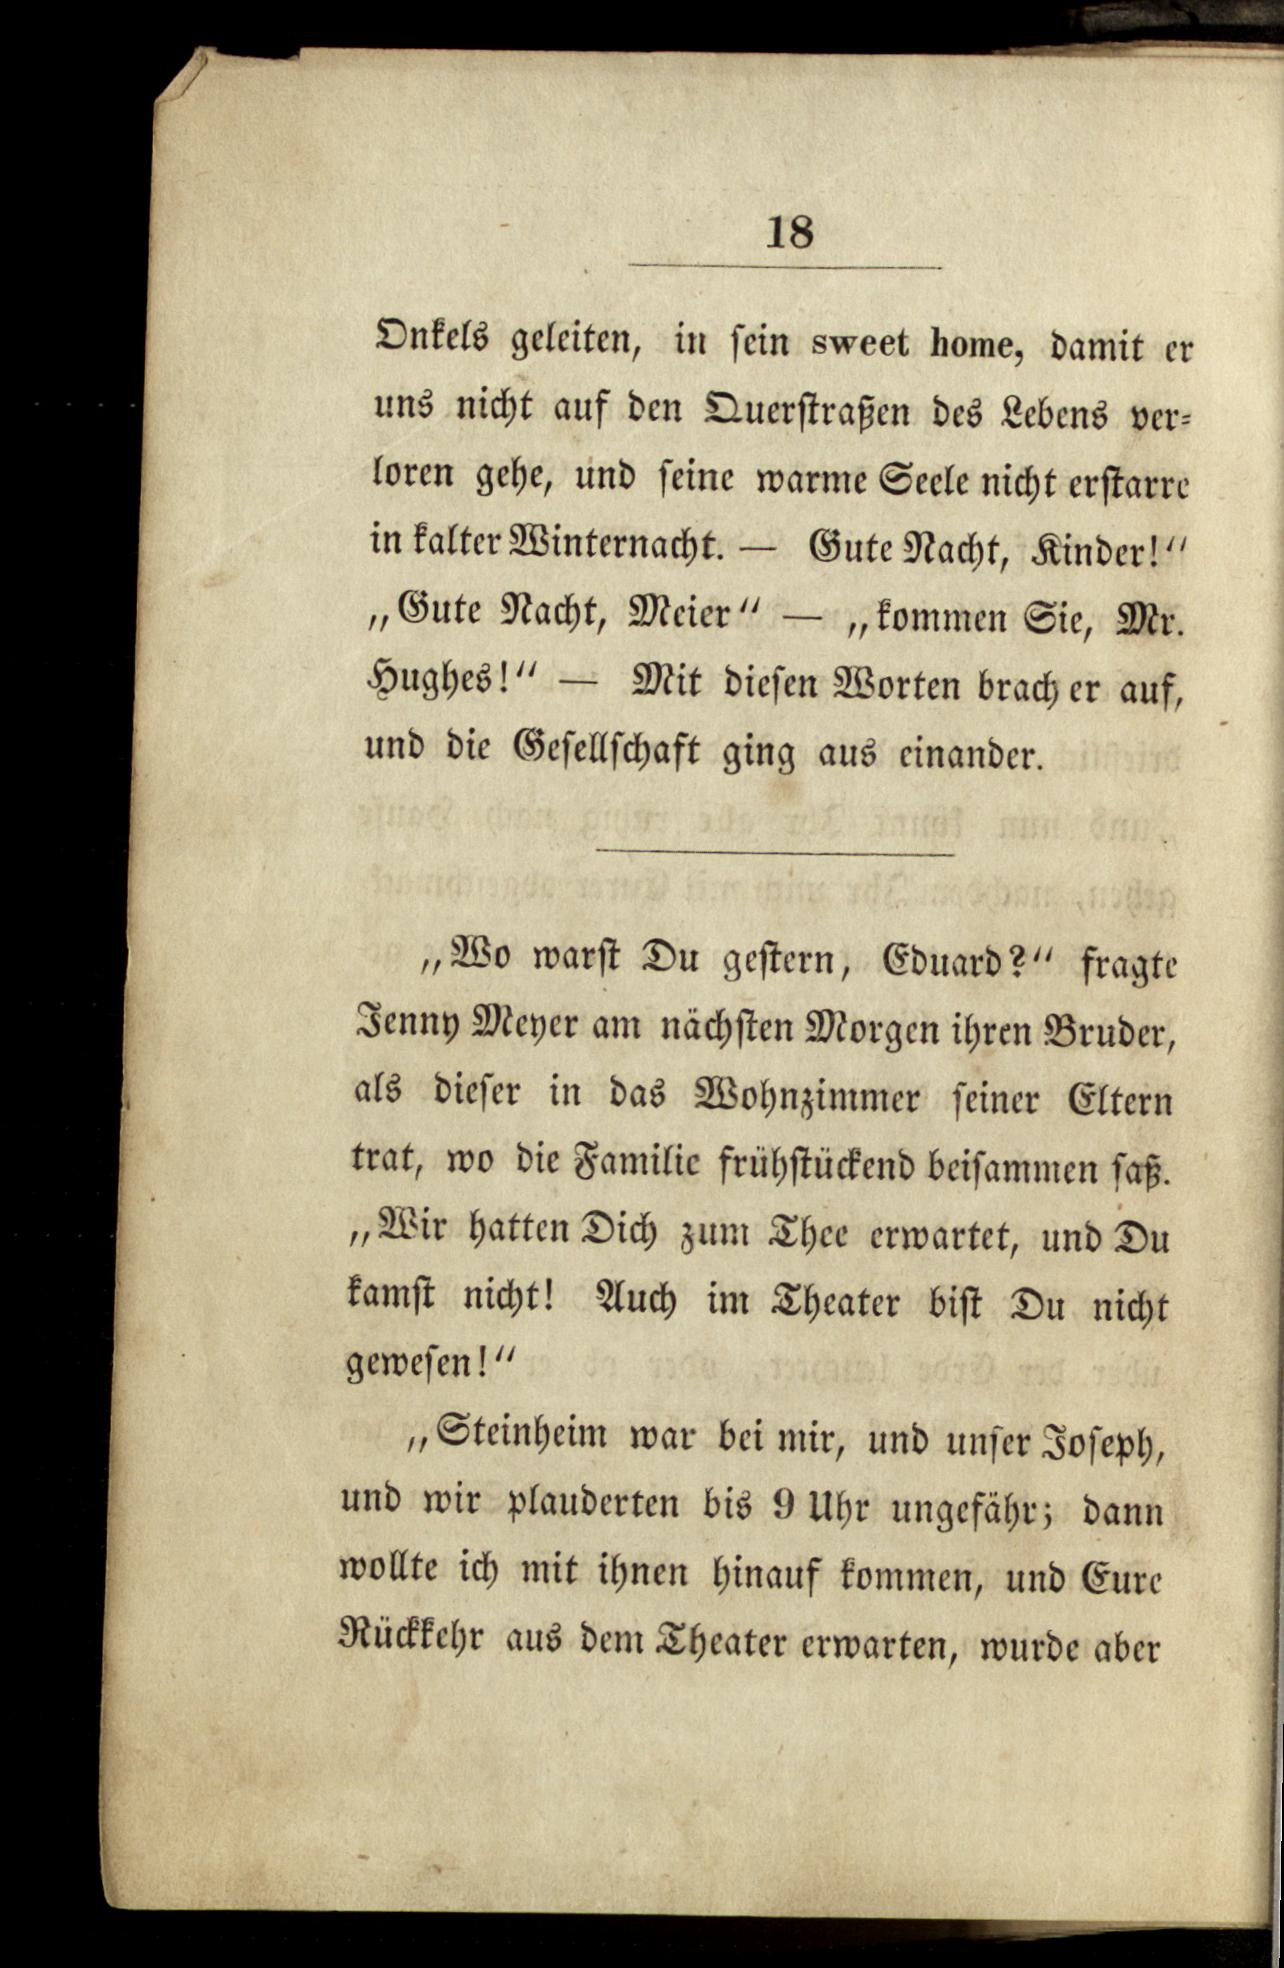 18
Onkels geleiten, in sein sweet home, damit er
uns nicht auf den Querstraßen des Lebens ver-
loren gehe, und seine warme Seele nicht erstarre
in kalter Winternacht. — Gute Nacht, Kinder!"
„Gute Nacht, Meier" — „kommen Sie, Mr.
Hughes!" — Mit diesen Worten brach er auf,
und die Gesellschaft ging aus einander.
„Wo warst Du gestern, Eduard?" fragte
Jenny Meyer am nächsten Morgen ihren Bruder,
als dieser in das Wohnzimmer seiner Eltern
trat, wo die Familie frühstückend beisammen saß.
„Wir hatten Dich zum Thee erwartet, und Du
kamst nicht! Auch im Theater bist Du nicht
gewesen!"
„Steinheim war bei mir, und unser Joseph,
und wir plauderten bis 9 Uhr ungefähr; dann
wollte ich mit ihnen hinauf kommen, und Eure
Rückkehr aus dem Theater erwarten, wurde aber